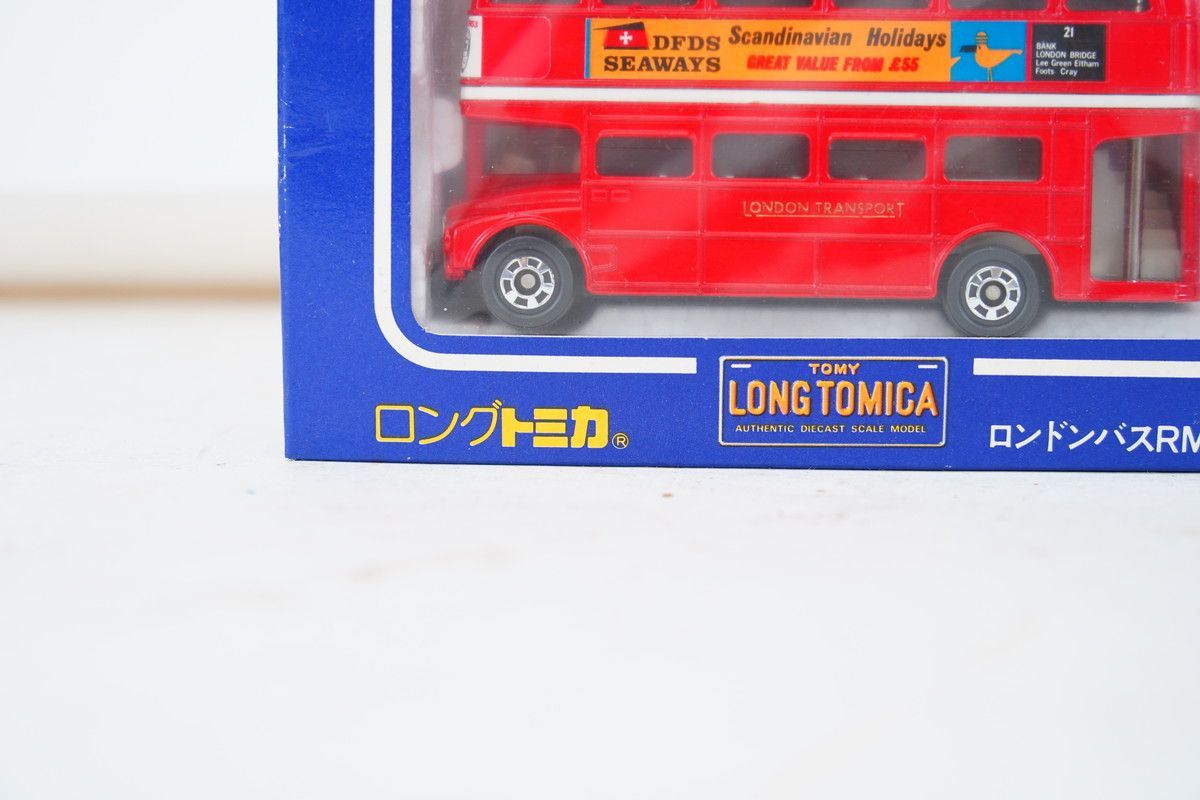 DFDS
SEAWAYS
Scandinavian Holidays
GREAT VALUE FROM £55
21
BANK
LONDON BRIDGE
Lee Green Eltham
Foots Cray
LONDON TRANSPORT
ロングトミカ®
TOMY
LONG TOMICA
AUTHENTIC DIECAST SCALE MODEL
ロンドンバスRM